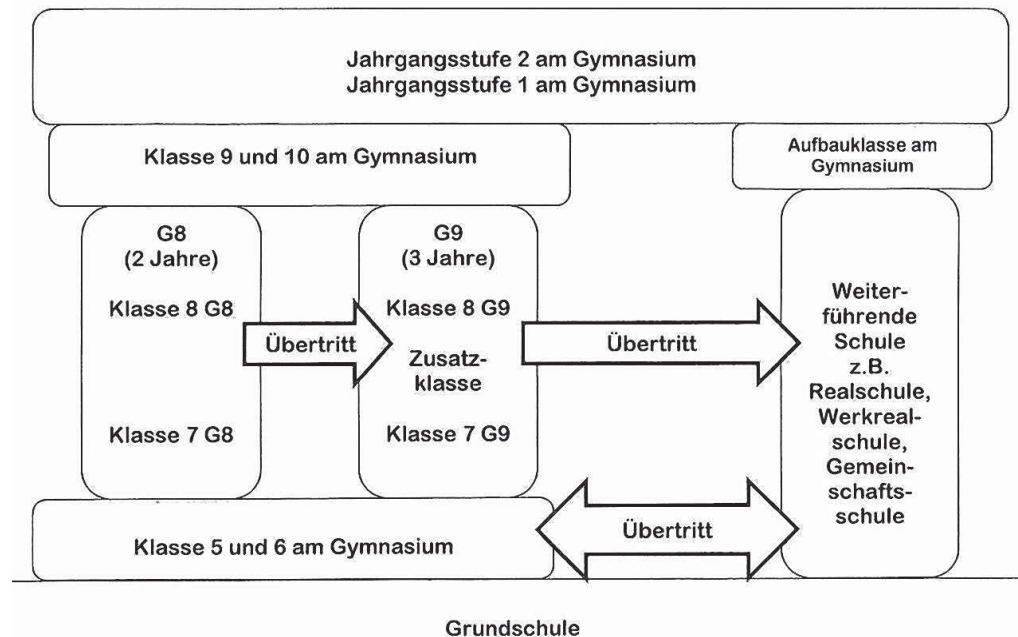 Jahrgangsstufe 2 am Gymnasium
Jahrgangsstufe 1 am Gymnasium
Klasse 9 und 10 am Gymnasium
Aufbauklasse am
Gymnasium
G8
(2 Jahre)
Klasse 8 G8
Klasse 7 G8
Übertritt
G9
(3 Jahre)
Klasse 8 G9
Zusatz-
klasse
Klasse 7 G9
Übertritt
Weiter-
führende
Schule
z.B.
Realschule,
Werkreal-
schule,
Gemein-
schafts-
schule
Klasse 5 und 6 am Gymnasium
Übertritt
Grundschule